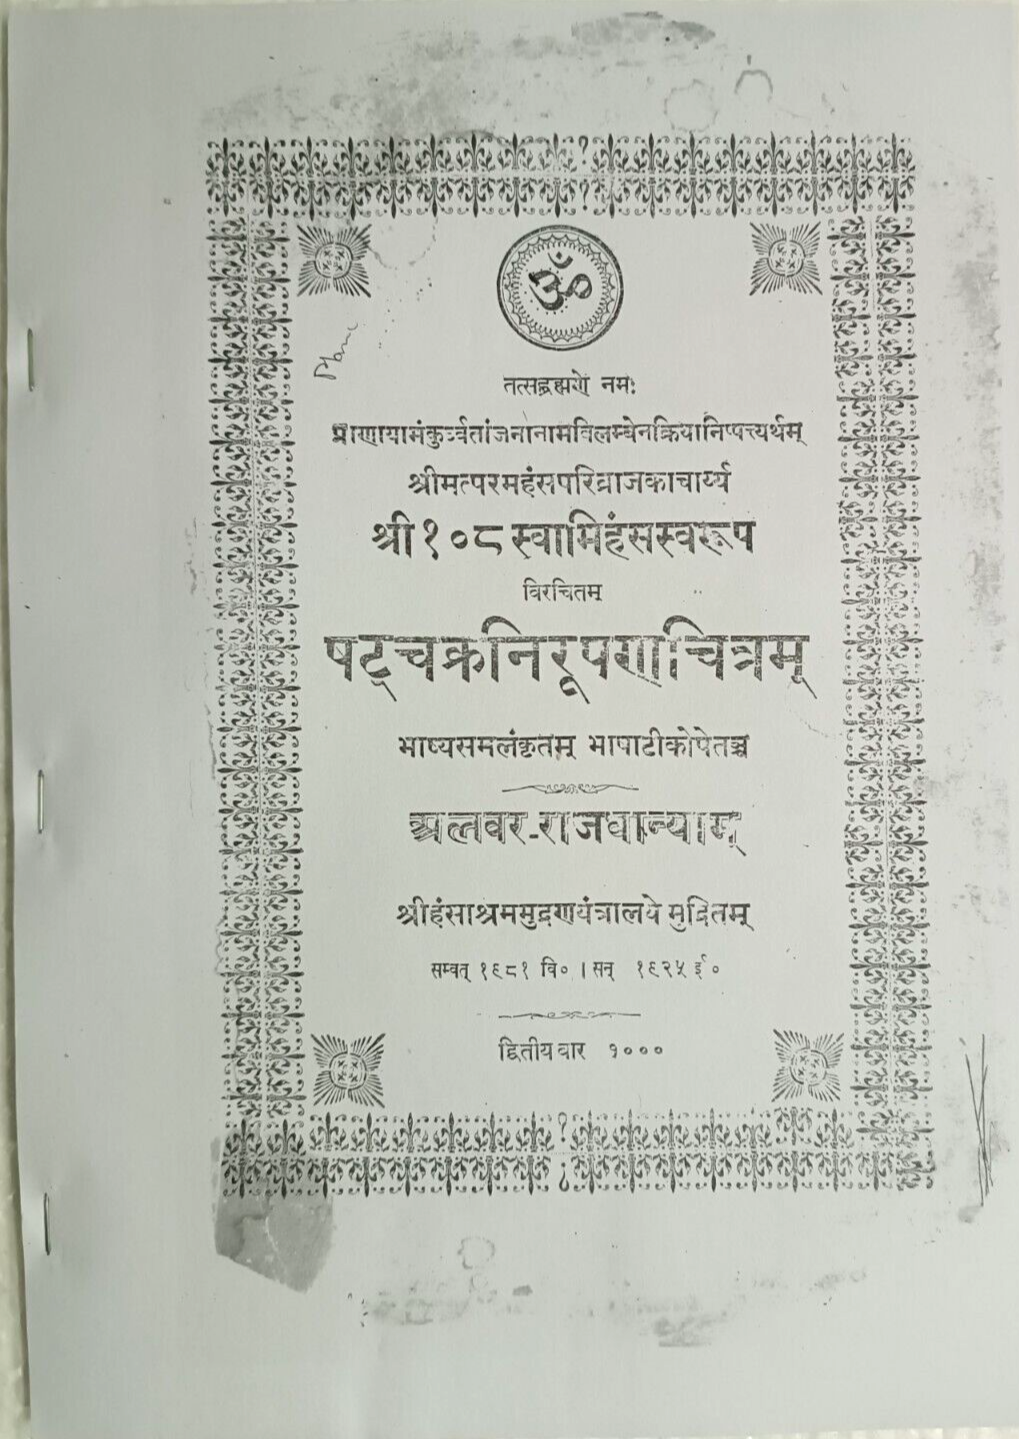 ॐ
तत्सद्ब्रह्मणे नमः
प्राणायामंकुर्व्वतांजनानामविलम्बेनक्रियानिष्पत्त्यर्थम्
श्रीमत्परमहंसपरिव्राजकाचार्य्य
श्री १०८ स्वामिहंसस्वरूप
विरचितम्
षट्चक्रनिरूपणचित्रम्
भाष्यसमलंकृतम् भाषाटीकोपेतञ्च
अलवर-राजधान्याम्
श्रीहंसाश्रममुद्रणयंत्रालये मुद्रितम्
सम्वत् १९८१ वि० । सन् १९२५ ई०
द्वितीयवार १०००